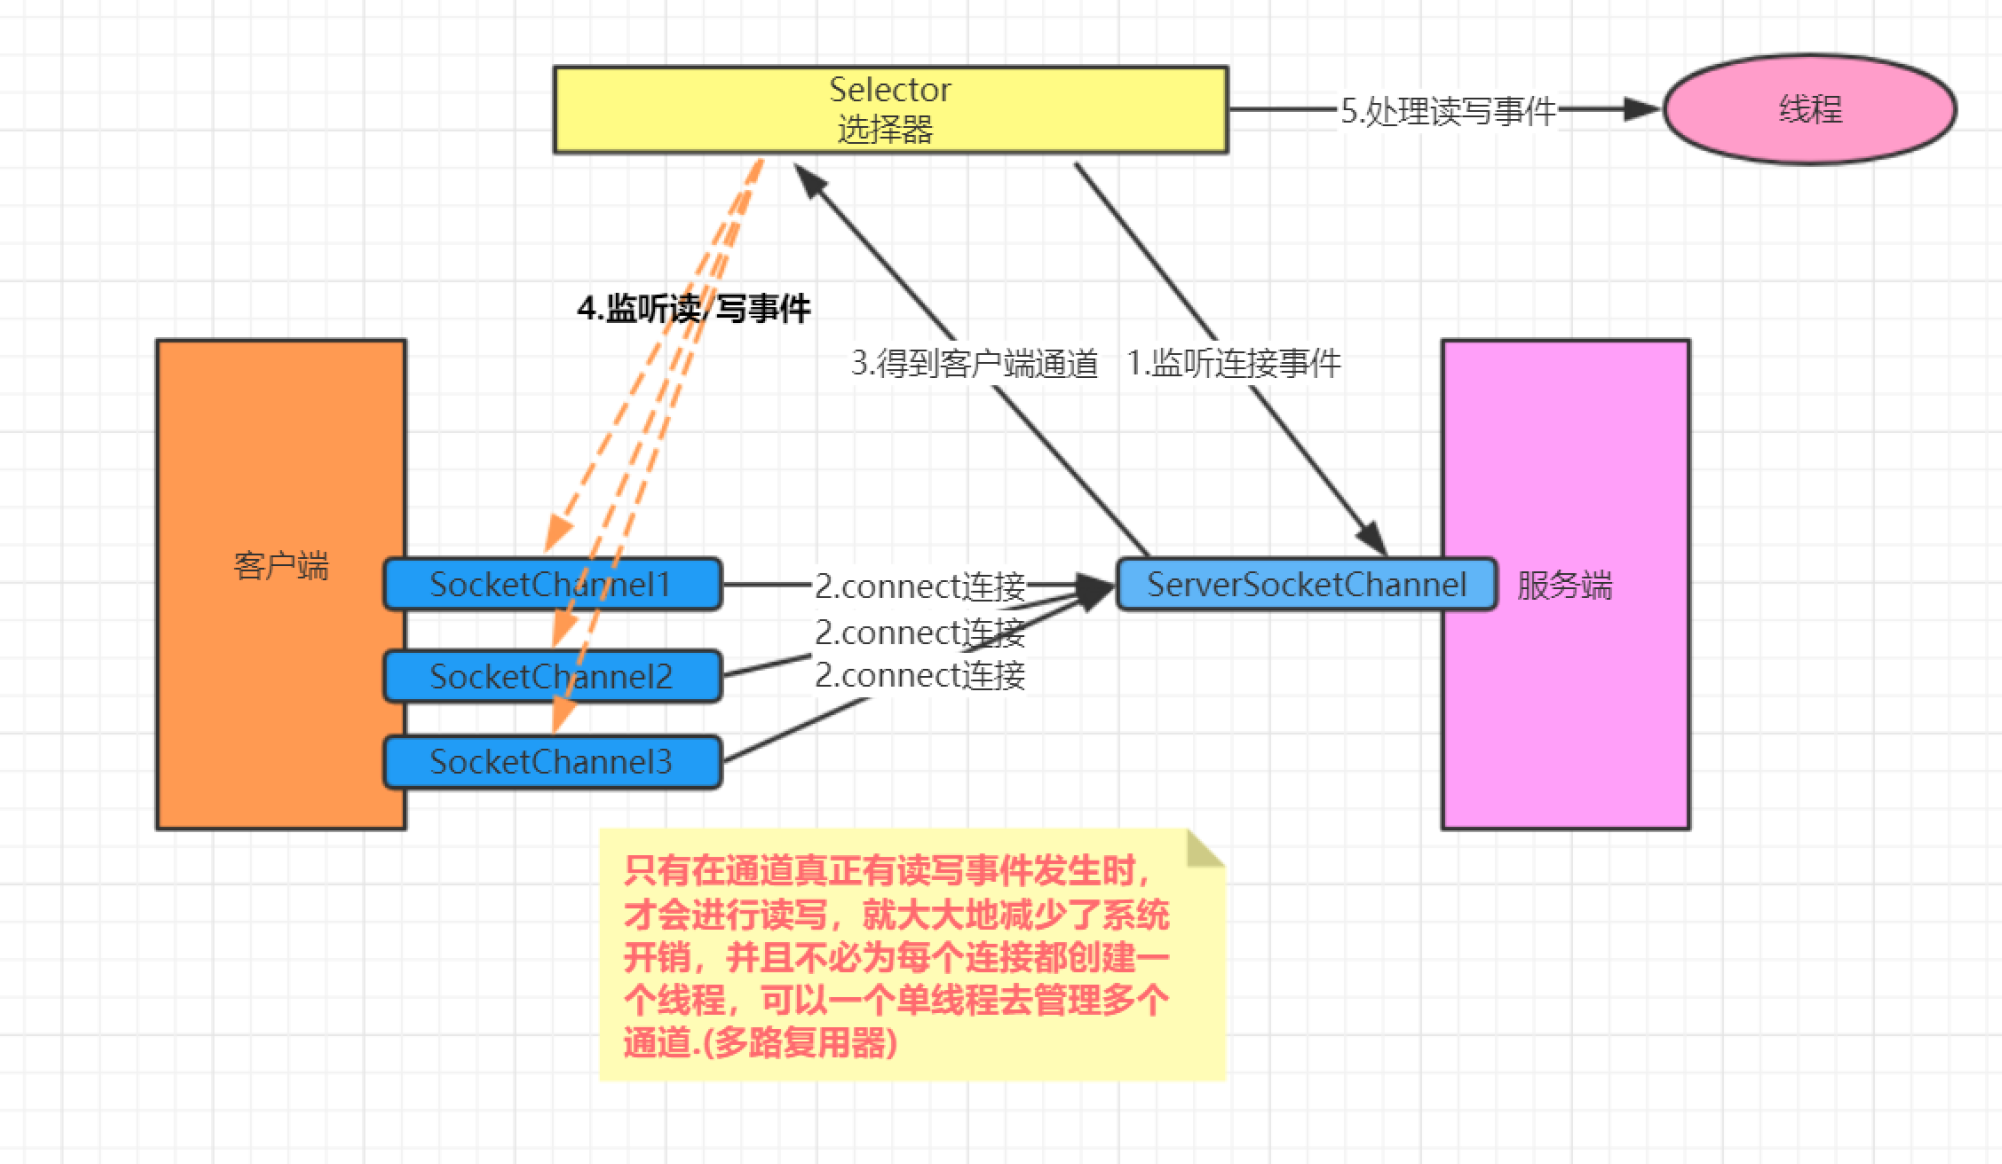 Selector
选择器
5.处理读写事件
线程
4.监听读/写事件
3.得到客户端通道
1.监听连接事件
客户端
SocketChannel1
2.connect连接
ServerSocketChannel
服务端
2.connect连接
SocketChannel2
2.connect连接
SocketChannel3
只有在通道真正有读写事件发生时，
才会进行读写，就大大地减少了系统
开销，并且不必为每个连接都创建一
个线程，可以一个单线程去管理多个
通道.(多路复用器)